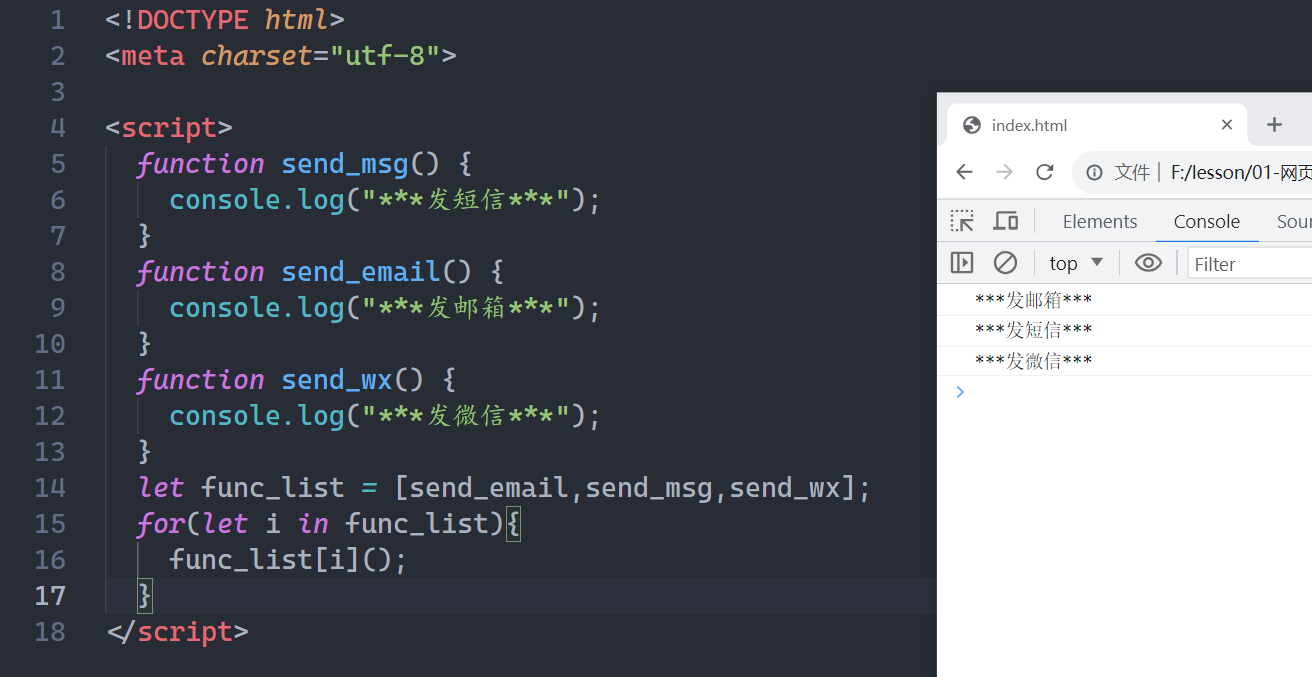 1 <!DOCTYPE html>
2 <meta charset="utf-8">
3
4 <script>
5 function send_msg() {
6 console.log("***发短信***");
7 }
8 function send_email() {
9 console.log("***发邮箱***");
10 }
11 function send_wx() {
12 console.log("***发微信***");
13 }
14 let func_list = [send_email,send_msg,send_wx];
15 for(let i in func_list){
16 func_list[i]();
17 }
18 </script>
index.html
文件 F:/lesson/01-网页
Elements Console Sour
top Filter
***发邮箱***
***发短信***
***发微信***